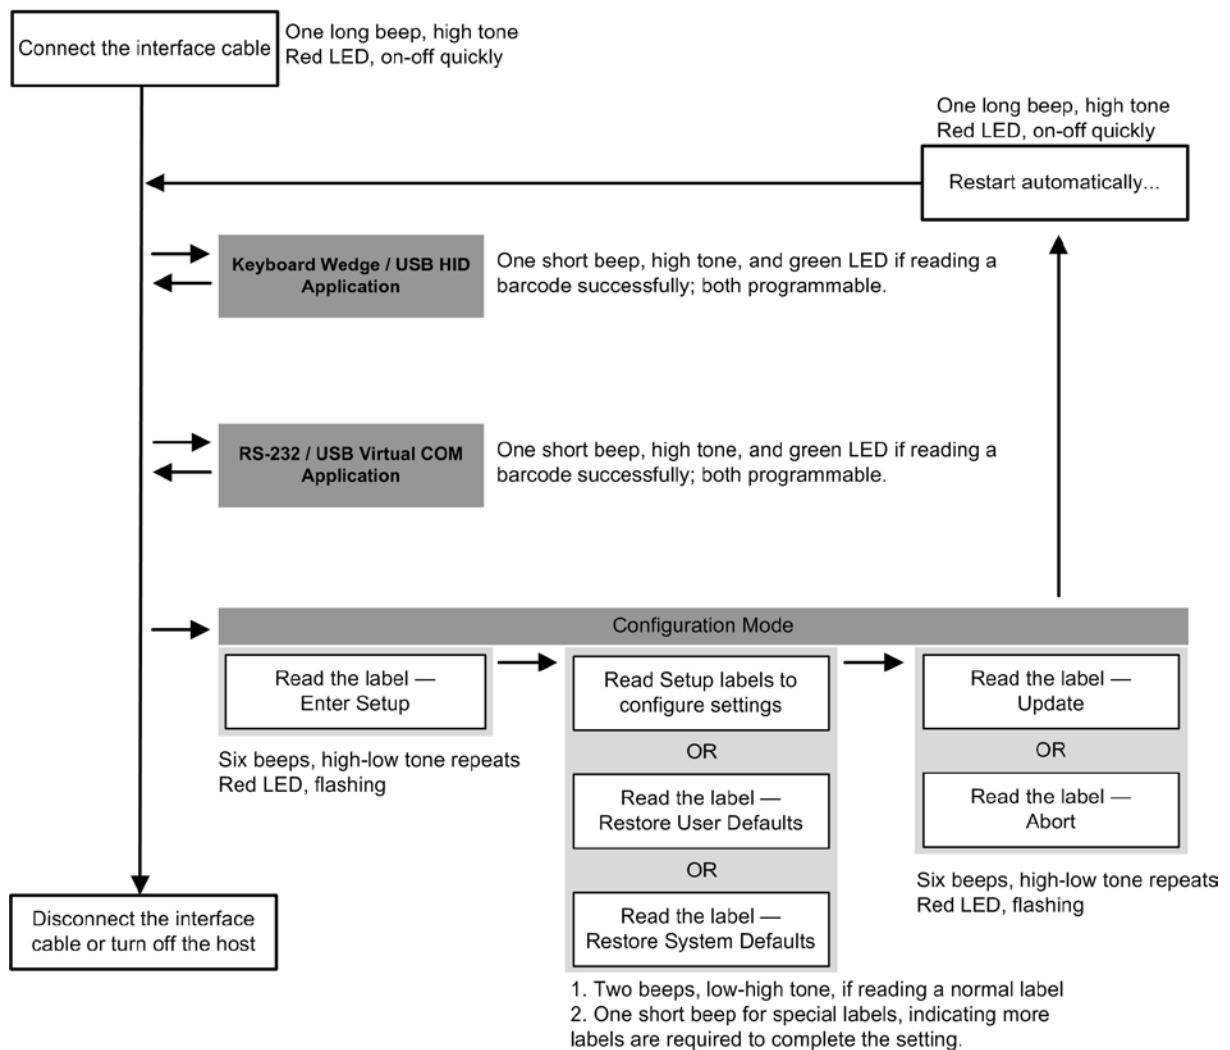 Connect the interface cable
One long beep, high tone
Red LED, on-off quickly
One long beep, high tone
Red LED, on-off quickly
Restart automatically...
Keyboard Wedge / USB HID
Application
One short beep, high tone, and green LED if reading a
barcode successfully; both programmable.
RS-232 / USB Virtual COM
Application
One short beep, high tone, and green LED if reading a
barcode successfully; both programmable.
Configuration Mode
Read the label —
Enter Setup
Six beeps, high-low tone repeats
Red LED, flashing
Read Setup labels to
configure settings
OR
Read the label —
Restore User Defaults
OR
Read the label —
Restore System Defaults
1. Two beeps, low-high tone, if reading a normal label
2. One short beep for special labels, indicating more
labels are required to complete the setting.
Read the label —
Update
OR
Read the label —
Abort
Six beeps, high-low tone repeats
Red LED, flashing
Disconnect the interface
cable or turn off the host